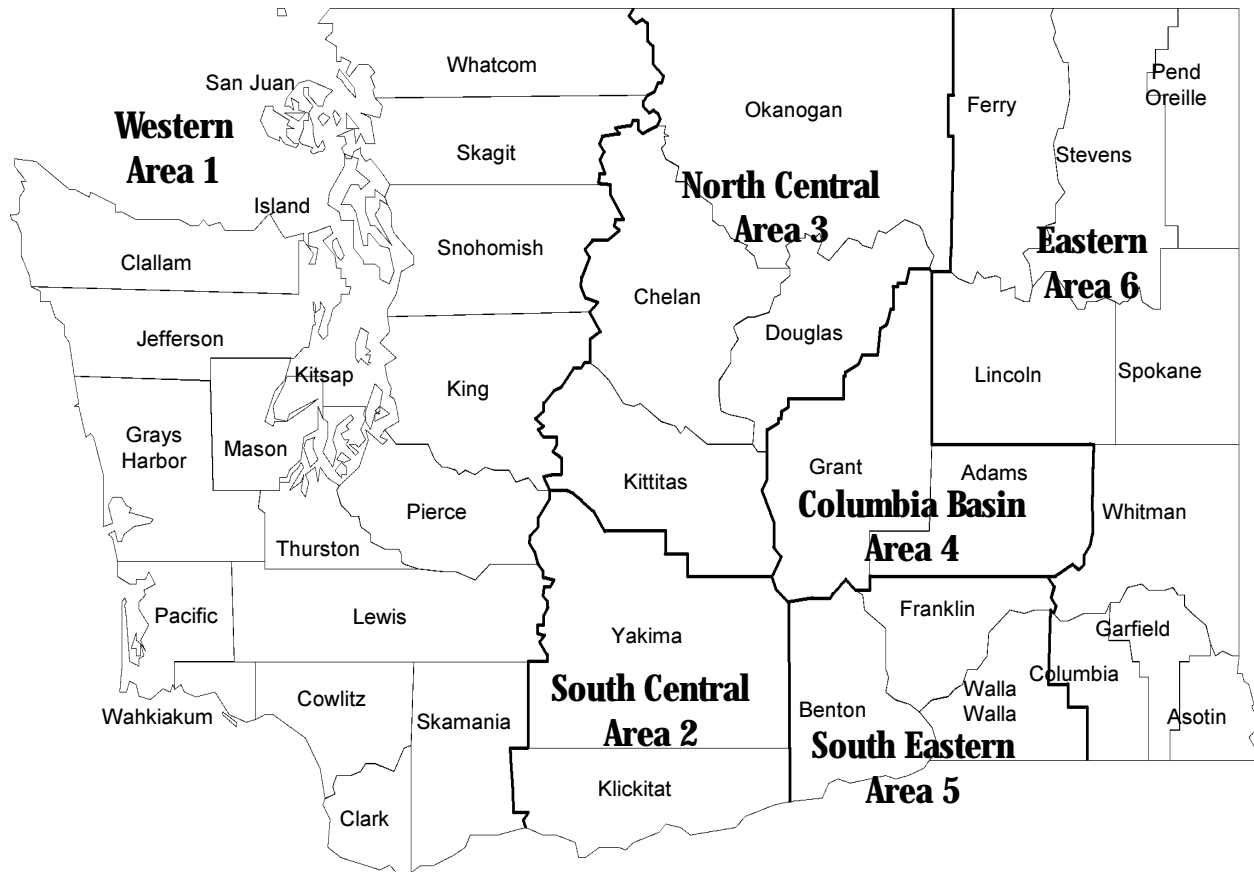 San Juan
Whatcom
Pend
Oreille
Western
Area 1
Okanogan
Ferry
Skagit
Stevens
North Central
Area 3
Island
Snohomish
Eastern
Area 6
Clallam
Chelan
Jefferson
Douglas
Kitsap
King
Lincoln
Spokane
Grays
Harbor
Mason
Grant
Adams
Kittitas
Columbia Basin
Area 4
Pierce
Whitman
Thurston
Pacific
Lewis
Yakima
Franklin
Garfield
South Central
Area 2
Columbia
Walla
Walla
Cowlitz
Wahkiakum
Skamania
Benton
Asotin
South Eastern
Area 5
Klickitat
Clark